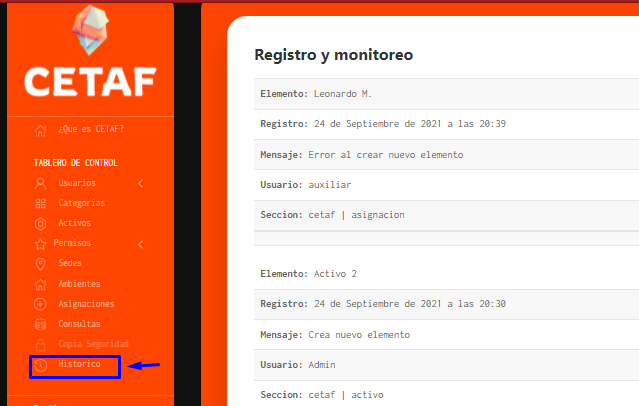 CETAF
¿Que es CETAF?
TABLERO DE CONTROL
Usuarios
Categorias
Activos
Permisos
Sedes
Ambientes
Asignaciones
Consultas
Copia Seguridad
Historico
Registro y monitoreo
Elemento: Leonardo M.
Registro: 24 de Septiembre de 2021 a las 20:39
Mensaje: Error al crear nuevo elemento
Usuario: auxiliar
Seccion: cetaf | asignacion
Elemento: Activo 2
Registro: 24 de Septiembre de 2021 a las 20:30
Mensaje: Crea nuevo elemento
Usuario: Admin
Seccion: cetaf | activo